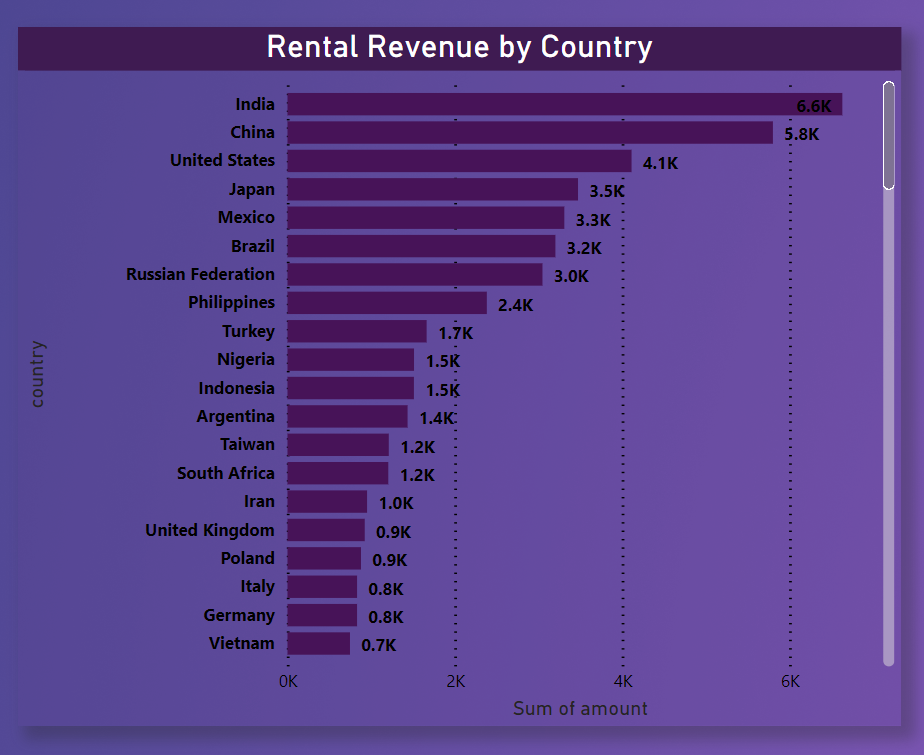 Rental Revenue by Country
India 6.6K
China 5.8K
United States 4.1K
Japan 3.5K
Mexico 3.3K
Brazil 3.2K
Russian Federation 3.0K
Philippines 2.4K
Turkey 1.7K
Nigeria 1.5K
Indonesia 1.5K
Argentina 1.4K
Taiwan 1.2K
South Africa 1.2K
Iran 1.0K
United Kingdom 0.9K
Poland 0.9K
Italy 0.8K
Germany 0.8K
Vietnam 0.7K
country
0K 2K 4K 6K
Sum of amount